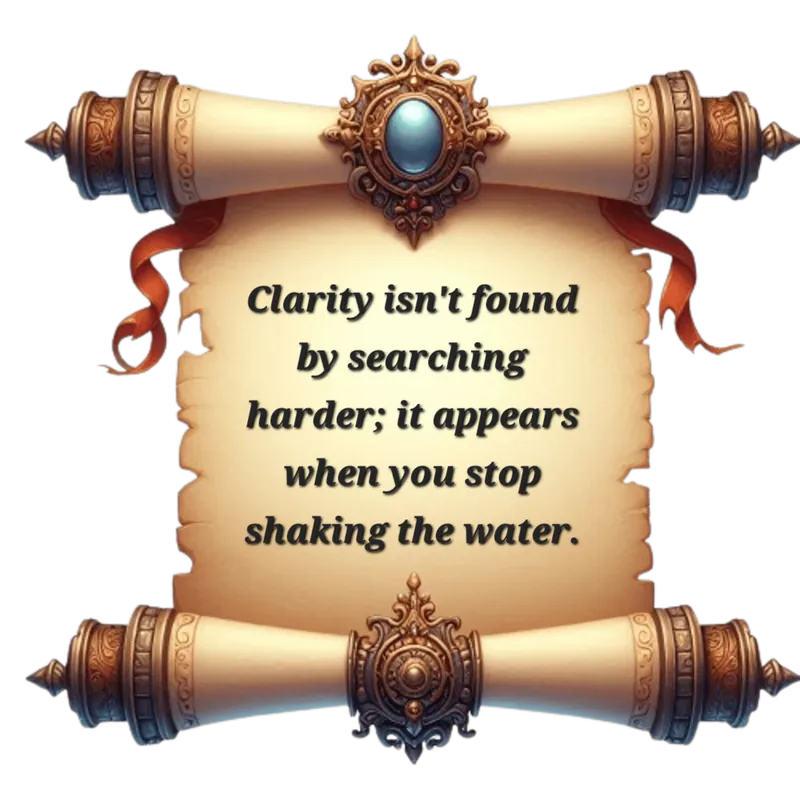 Clarity isn't found
by searching
harder; it appears
when you stop
shaking the water.